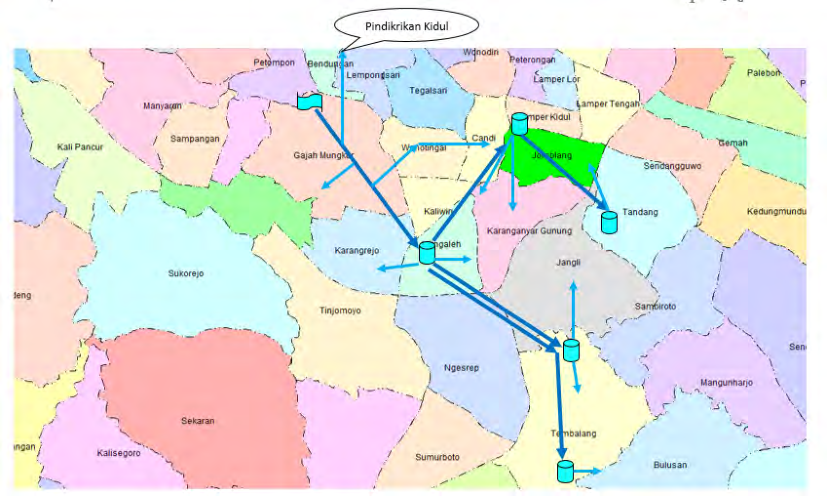 Pindikrikan Kidul
Wonodin
Petompon
Bendungan
Peterongan
Lempongsari
Lamper Lor
Palebon
P
Tegalsari
Manyaran
Lamper Tengah
mper Kidul
Sampangan
Candi
Kali Pancur
Gajah Mungkur
Wonotingal
Jomblang
Gemah
Sendangguwo
Kaliwiru
Tandang
Kedungmundu
Karanganyar Gunung
Karangrejo
ngaleh
Sukorejo
Jangli
deng
Tinjomoyo
Sambiroto
Sen
Ngesrep
Mangunharjo
Sekaran
Tembalang
ngan
Kalisegoro
Sumurboto
Bulusan